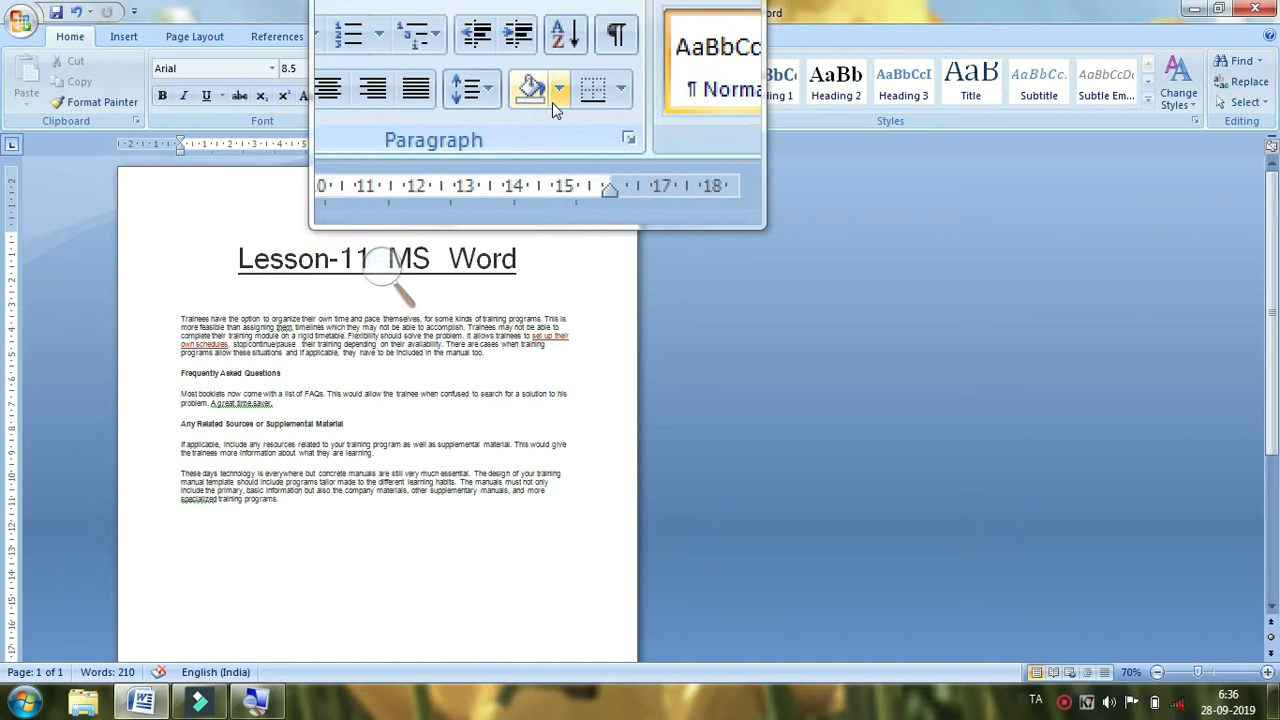 ord
Home
Insert
Page Layout
References
Cut
Copy
Format Painter
Paste
Clipboard
Arial
8.5
B I U abc x₂ x²
Font
A Z
¶
AaBbCc
¶ Norma
Paragraph
11 12 13 14 15 17 18
AaBb
Heading 2
AaBbCcI
Heading 3
AaB
Title
AaBbCcI
Subtitle
AaBbCcDc
Subtle Em...
Change
Styles
Styles
Find
Replace
Select
Editing
Lesson-11 MS Word
Trainees have the option to organize their own time and pace themselves, for some kinds of training programs. This is
more feasible than assigning them timelines which they may not be able to accomplish. Trainees may not be able to
complete their training module on a rigid timetable. Flexibility should solve the problem. It allows trainees to set up their
own schedules, stop/continue/pause their training depending on their availability. There are cases when training
programs allow these situations and if applicable, they have to be included in the manual too.
Frequently Asked Questions
Most booklets now come with a list of FAQs. This would allow the trainee when confused to search for a solution to his
problem. A great time saver.
Any Related Sources or Supplemental Material
If applicable, include any resources related to your training program as well as supplemental material. This would give
the trainees more information about what they are learning.
These days technology is everywhere but concrete manuals are still very much essential. The design of your training
manual template should include programs tailor made to the different learning habits. The manuals must not only
include the primary, basic information but also the company materials, other supplementary manuals, and more
specialized training programs.
Page: 1 of 1
Words: 210
English (India)
70%
TA
6:36
28-09-2019